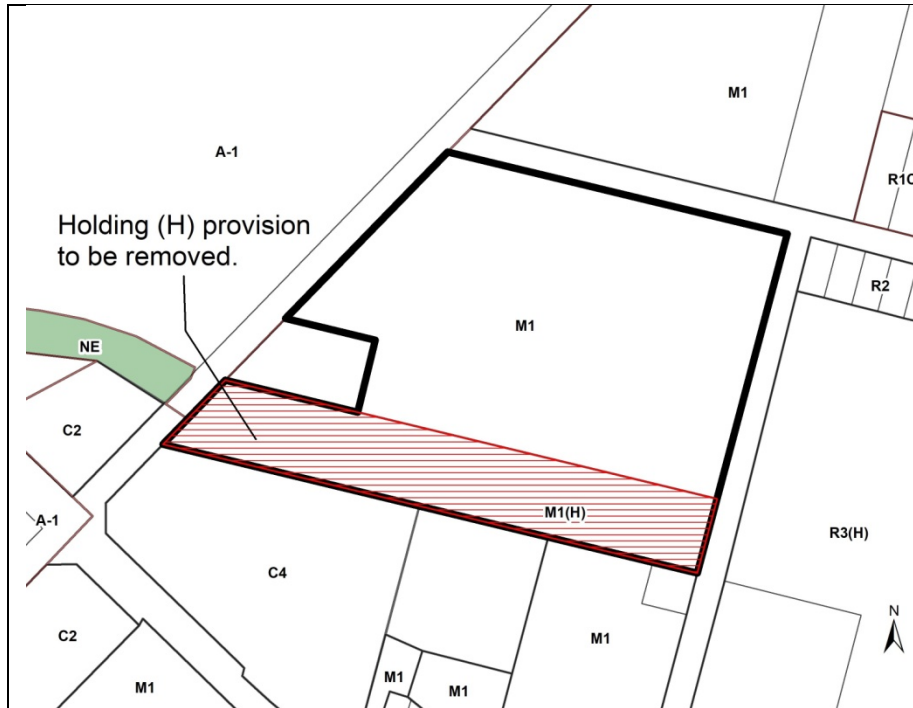 M1
A-1
R1C
Holding (H) provision
to be removed.
R2
M1
NE
C2
M1(H)
A-1
R3(H)
C4
N
C2
M1
M1
M1
M1